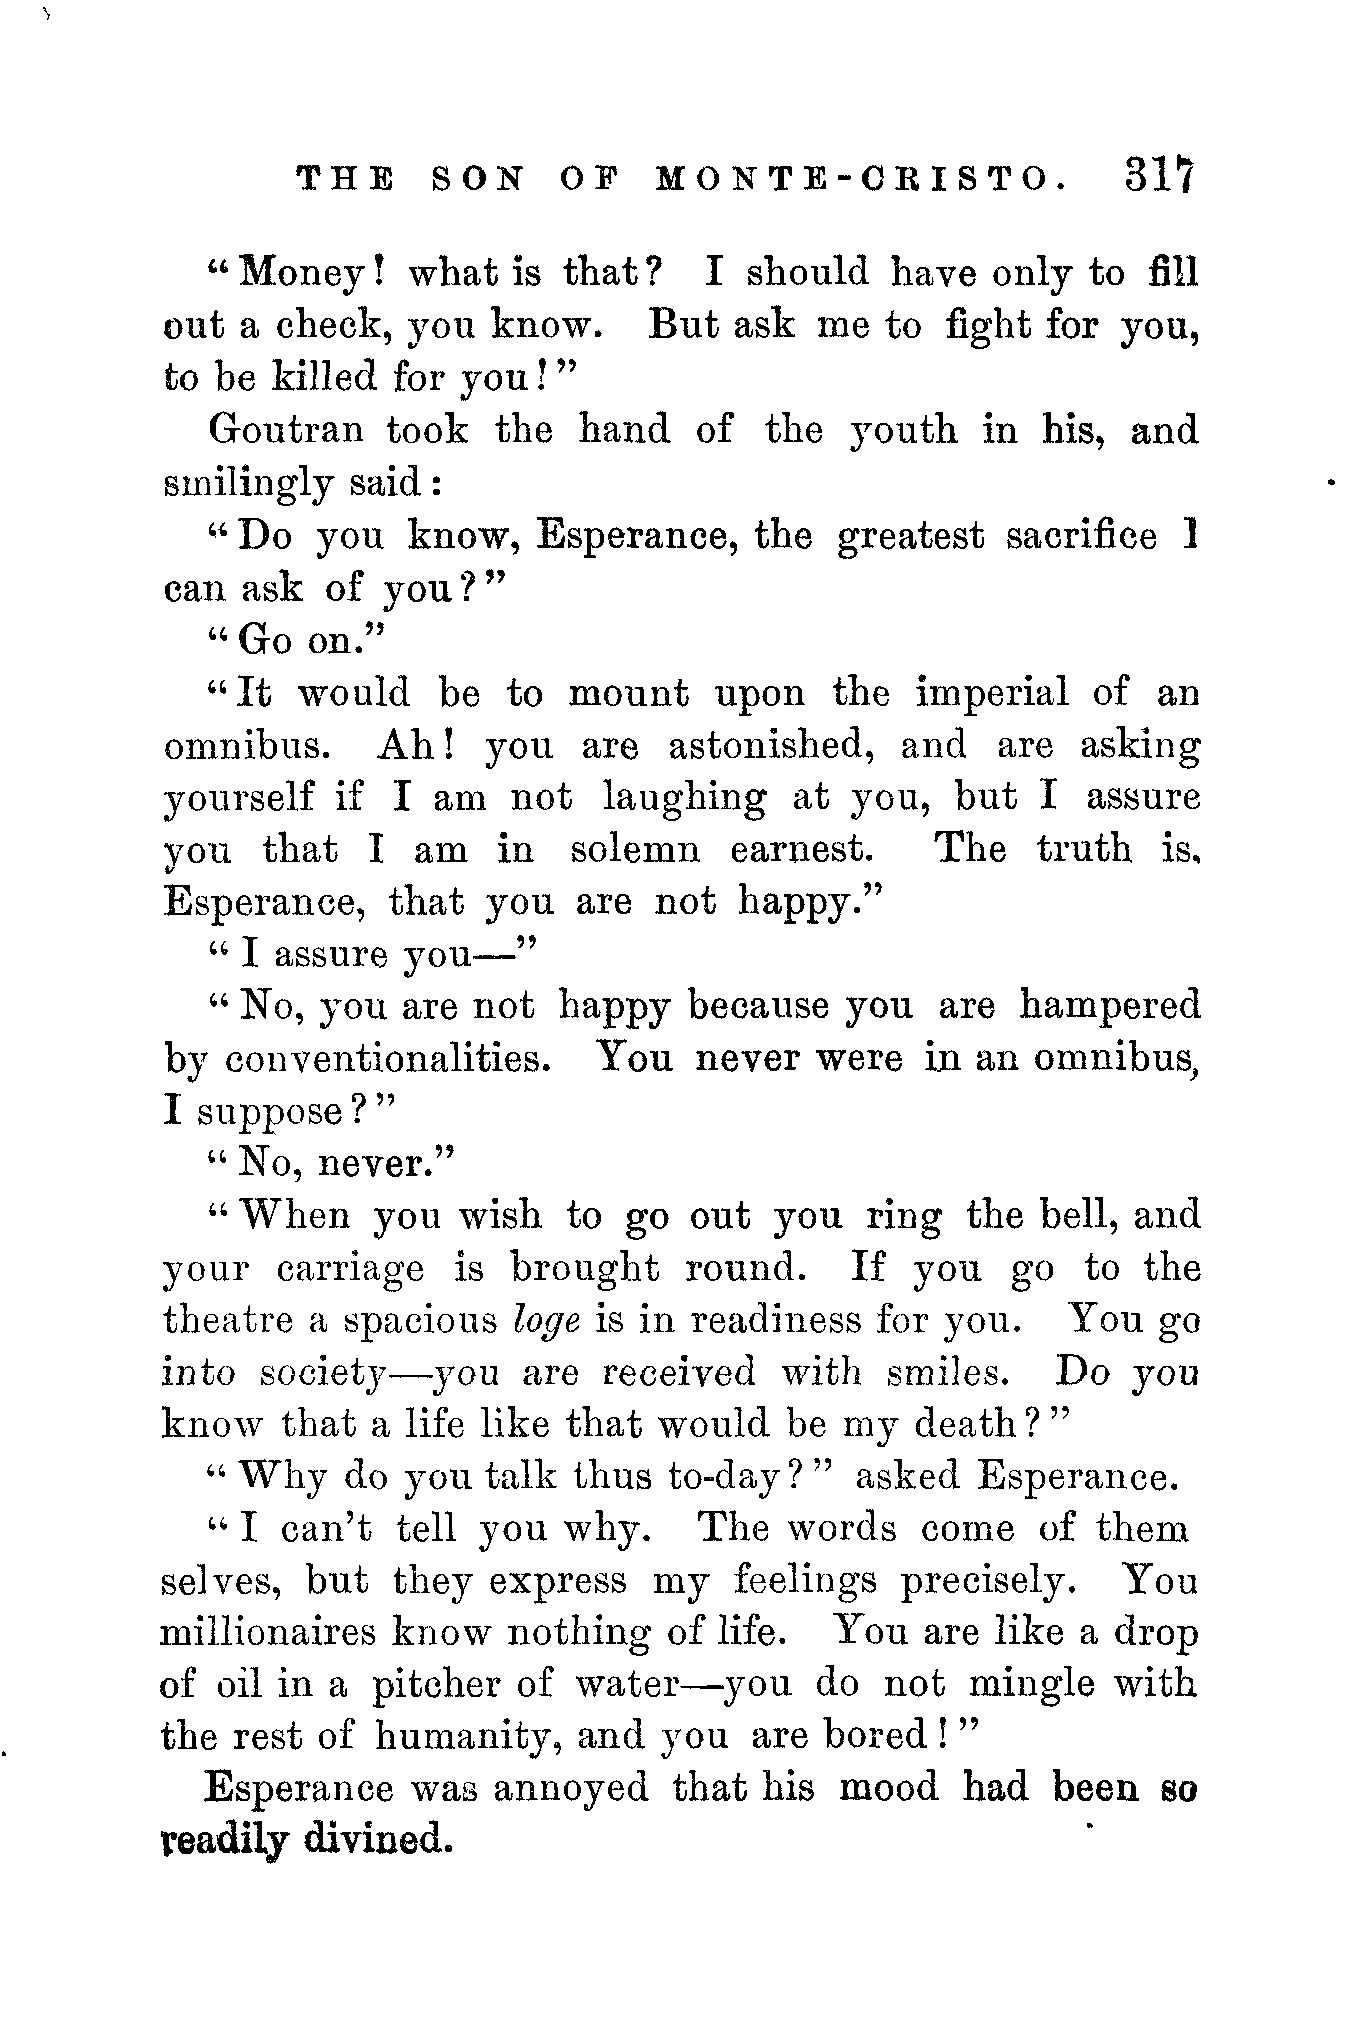 THE SON OF MONTE-CRISTO. 317
“Money! what is that? I should have only to fill
out a check, you know. But ask me to fight for you,
to be killed for you!”
Goutran took the hand of the youth in his, and
smilingly said:
“Do you know, Esperance, the greatest sacrifice I
can ask of you?”
“Go on.”
“It would be to mount upon the imperial of an
omnibus. Ah! you are astonished, and are asking
yourself if I am not laughing at you, but I assure
you that I am in solemn earnest. The truth is,
Esperance, that you are not happy.”
“I assure you—”
“No, you are not happy because you are hampered
by conventionalities. You never were in an omnibus,
I suppose?”
“No, never.”
“When you wish to go out you ring the bell, and
your carriage is brought round. If you go to the
theatre a spacious loge is in readiness for you. You go
into society—you are received with smiles. Do you
know that a life like that would be my death?”
“Why do you talk thus to-day?” asked Esperance.
“I can’t tell you why. The words come of them
selves, but they express my feelings precisely. You
millionaires know nothing of life. You are like a drop
of oil in a pitcher of water—you do not mingle with
the rest of humanity, and you are bored!”
Esperance was annoyed that his mood had been so
readily divined.